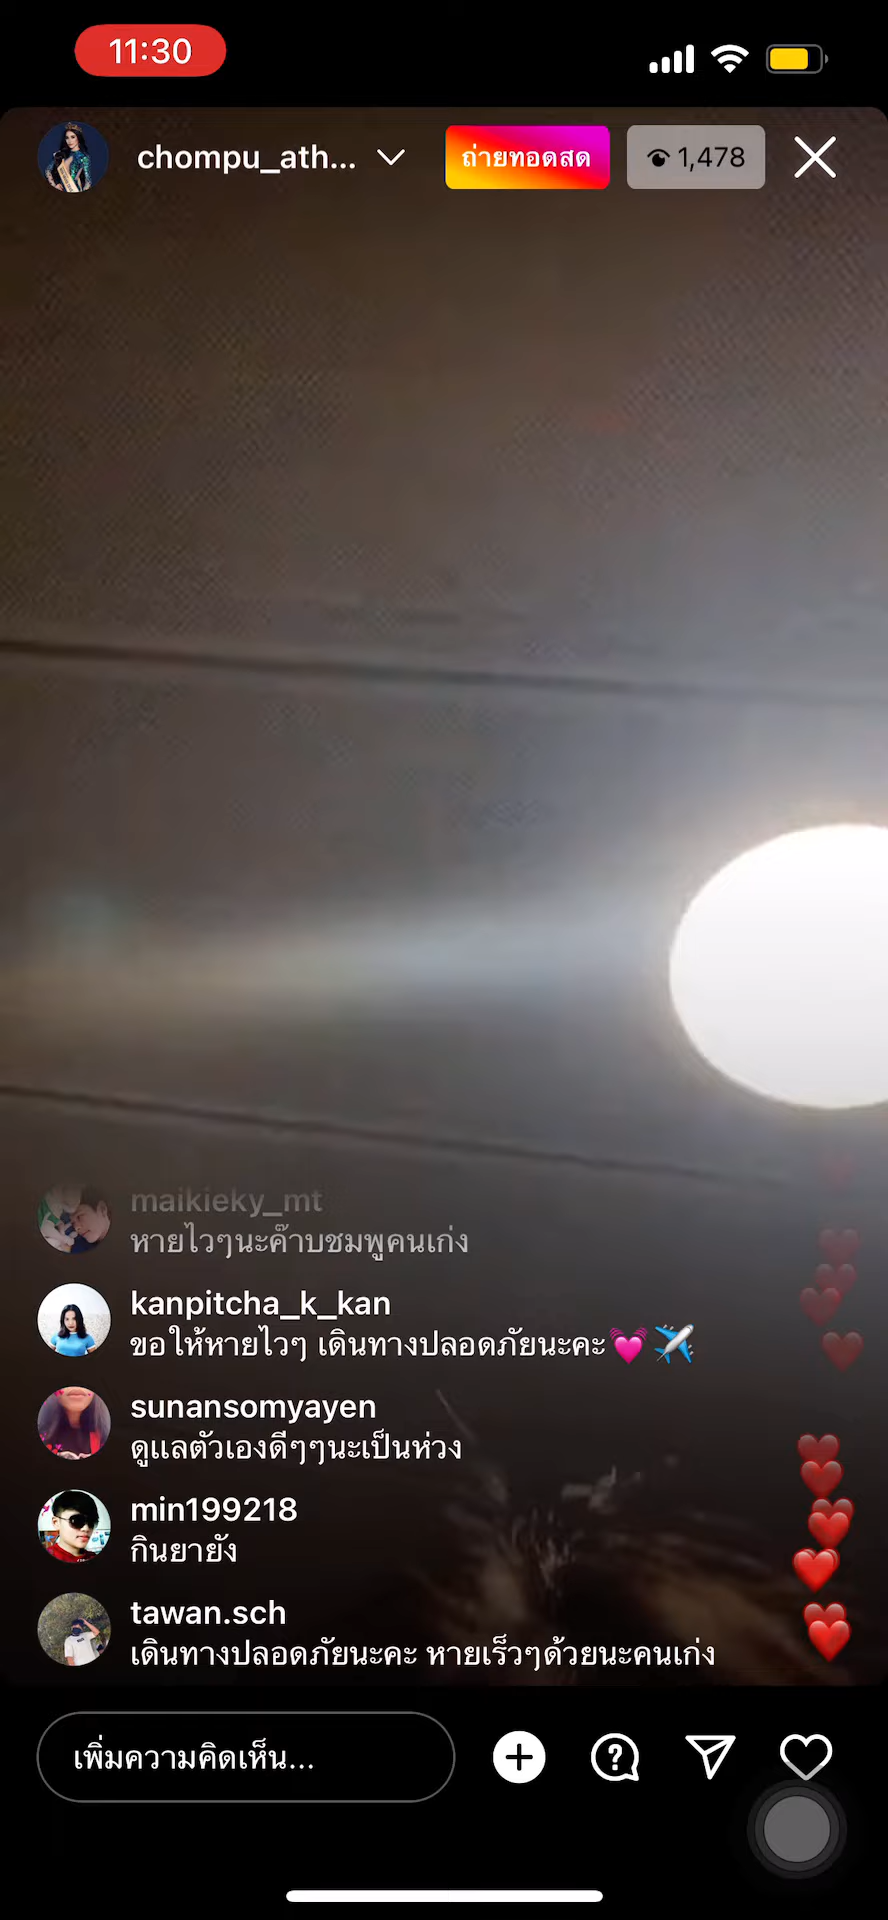 11:30
chompu_ath...
ถ่ายทอดสด
1,478
maikieky_mt
หายไวๆนะค๊าบชมพูคนเก่ง
kanpitcha_k_kan
ขอให้หายไวๆ เดินทางปลอดภัยนะคะ💓✈️
sunansomyayen
ดูแลตัวเองดีๆๆนะเป็นห่วง
min199218
กินยายัง
tawan.sch
เดินทางปลอดภัยนะคะ หายเร็วๆด้วยนะคนเก่ง
เพิ่มความคิดเห็น...